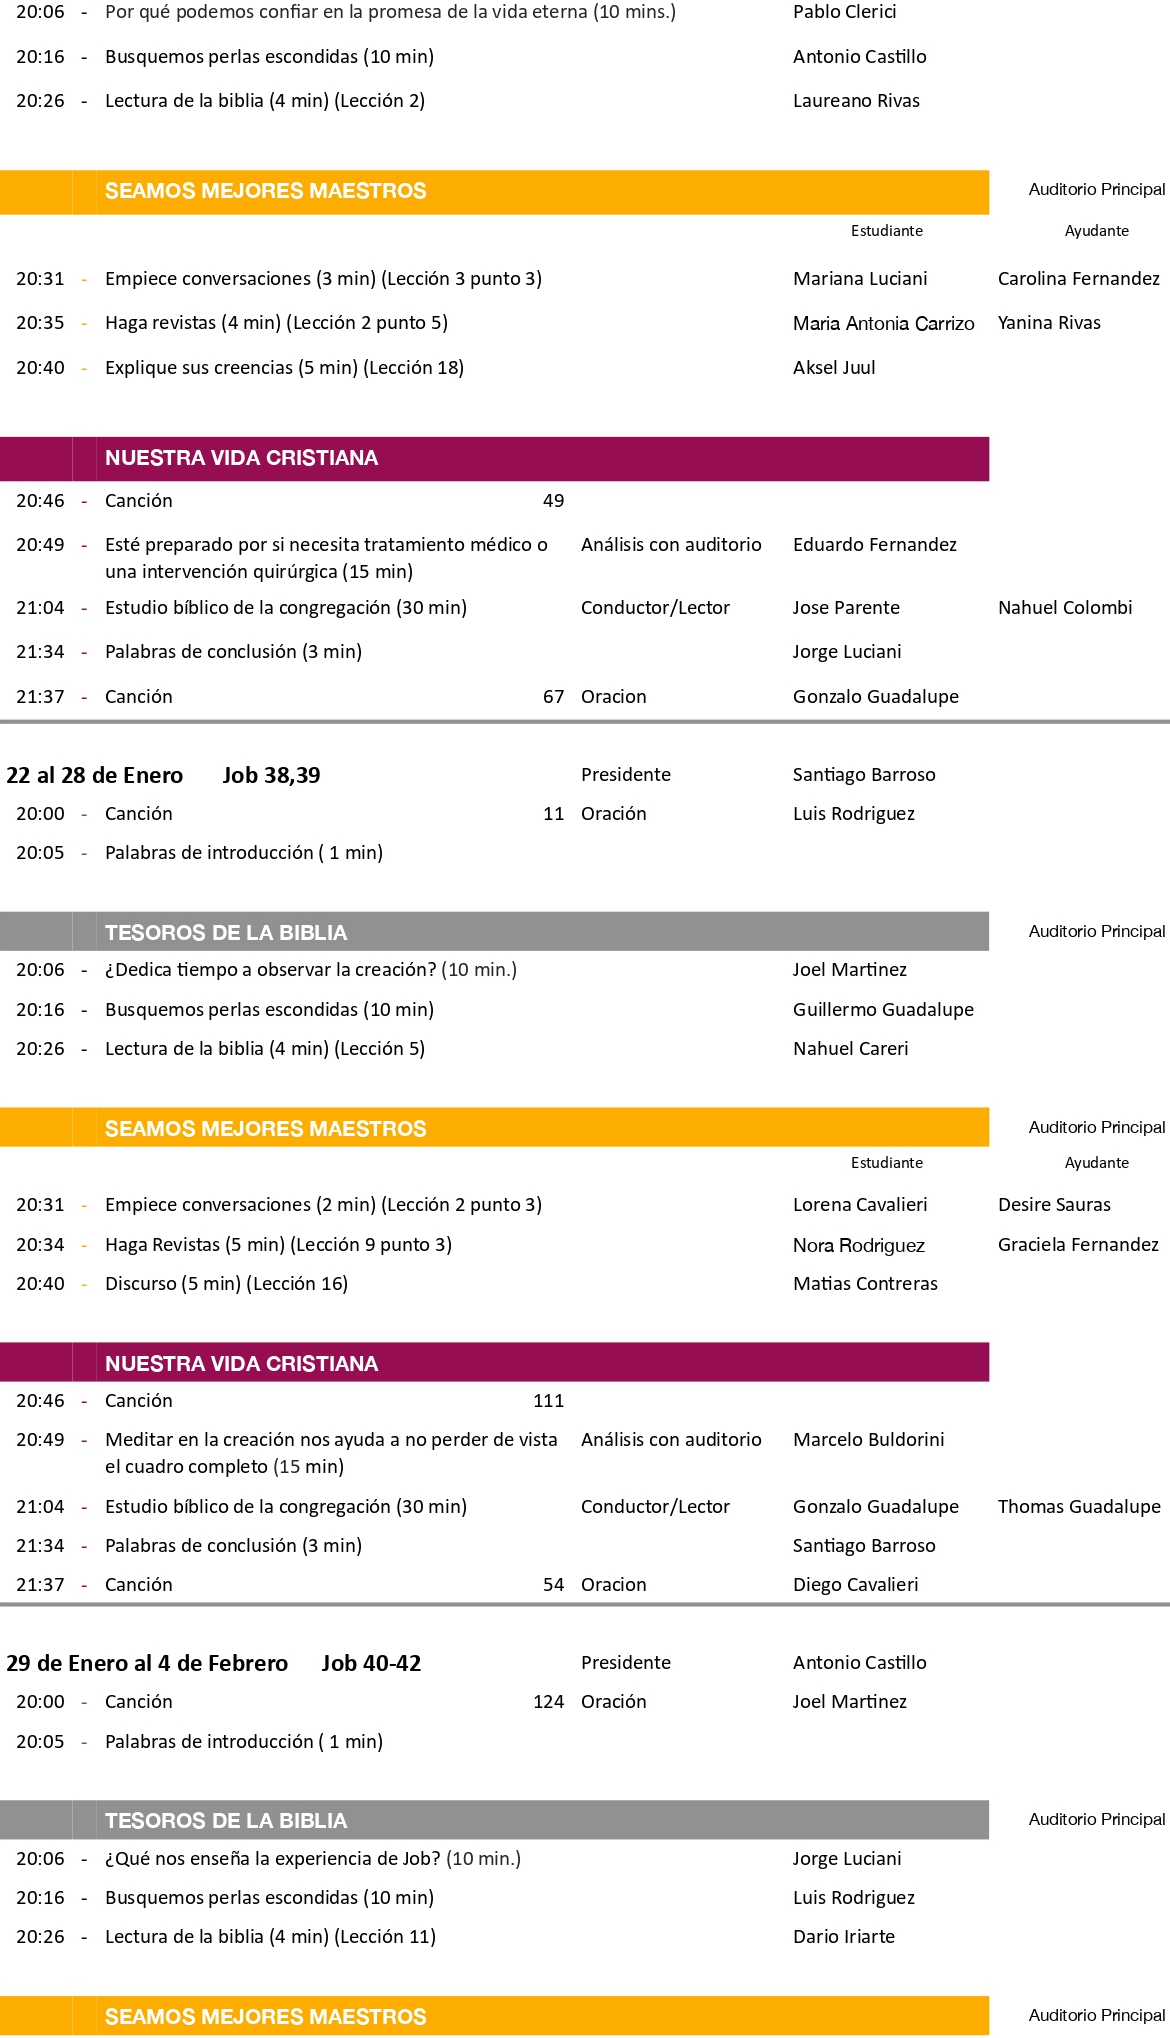 20:06 - Por qué podemos confiar en la promesa de la vida eterna (10 mins.) Pablo Clerici
20:16 - Busquemos perlas escondidas (10 min) Antonio Castillo
20:26 - Lectura de la biblia (4 min) (Lección 2) Laureano Rivas
SEAMOS MEJORES MAESTROS Auditorio Principal
Estudiante Ayudante
20:31 - Empiece conversaciones (3 min) (Lección 3 punto 3) Mariana Luciani Carolina Fernandez
20:35 - Haga revistas (4 min) (Lección 2 punto 5) Maria Antonia Carrizo Yanina Rivas
20:40 - Explique sus creencias (5 min) (Lección 18) Aksel Juul
NUESTRA VIDA CRISTIANA
20:46 - Canción 49
20:49 - Esté preparado por si necesita tratamiento médico o Análisis con auditorio Eduardo Fernandez
una intervención quirúrgica (15 min)
21:04 - Estudio bíblico de la congregación (30 min) Conductor/Lector Jose Parente Nahuel Colombi
21:34 - Palabras de conclusión (3 min) Jorge Luciani
21:37 - Canción 67 Oracion Gonzalo Guadalupe
22 al 28 de Enero Job 38,39 Presidente Santiago Barroso
20:00 - Canción 11 Oración Luis Rodriguez
20:05 - Palabras de introducción ( 1 min)
TESOROS DE LA BIBLIA Auditorio Principal
20:06 - ¿Dedica tiempo a observar la creación? (10 min.) Joel Martinez
20:16 - Busquemos perlas escondidas (10 min) Guillermo Guadalupe
20:26 - Lectura de la biblia (4 min) (Lección 5) Nahuel Careri
SEAMOS MEJORES MAESTROS Auditorio Principal
Estudiante Ayudante
20:31 - Empiece conversaciones (2 min) (Lección 2 punto 3) Lorena Cavalieri Desire Sauras
20:34 - Haga Revistas (5 min) (Lección 9 punto 3) Nora Rodriguez Graciela Fernandez
20:40 - Discurso (5 min) (Lección 16) Matias Contreras
NUESTRA VIDA CRISTIANA
20:46 - Canción 111
20:49 - Meditar en la creación nos ayuda a no perder de vista Análisis con auditorio Marcelo Buldorini
el cuadro completo (15 min)
21:04 - Estudio bíblico de la congregación (30 min) Conductor/Lector Gonzalo Guadalupe Thomas Guadalupe
21:34 - Palabras de conclusión (3 min) Santiago Barroso
21:37 - Canción 54 Oracion Diego Cavalieri
29 de Enero al 4 de Febrero Job 40-42 Presidente Antonio Castillo
20:00 - Canción 124 Oración Joel Martinez
20:05 - Palabras de introducción ( 1 min)
TESOROS DE LA BIBLIA Auditorio Principal
20:06 - ¿Qué nos enseña la experiencia de Job? (10 min.) Jorge Luciani
20:16 - Busquemos perlas escondidas (10 min) Luis Rodriguez
20:26 - Lectura de la biblia (4 min) (Lección 11) Dario Iriarte
SEAMOS MEJORES MAESTROS Auditorio Principal